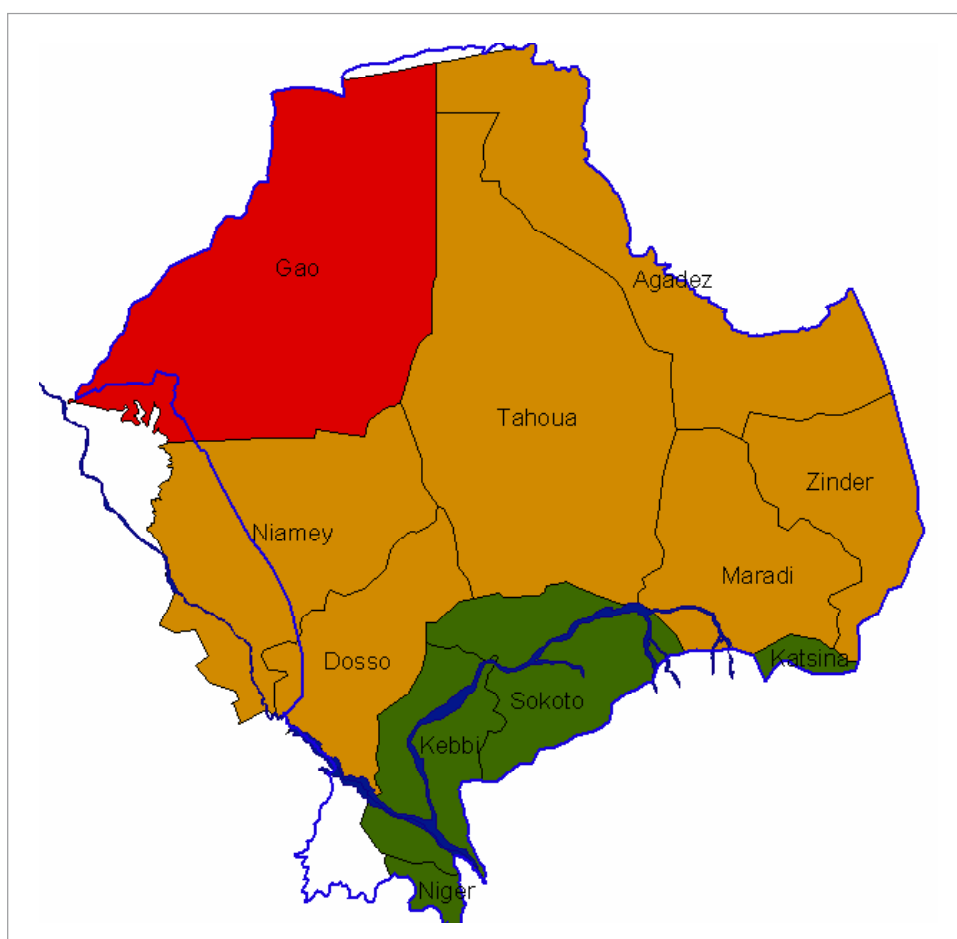 Gao
Agadez
Tahoua
Zinder
Niamey
Maradi
Dosso
Katsina
Sokoto
Kebbi
Niger